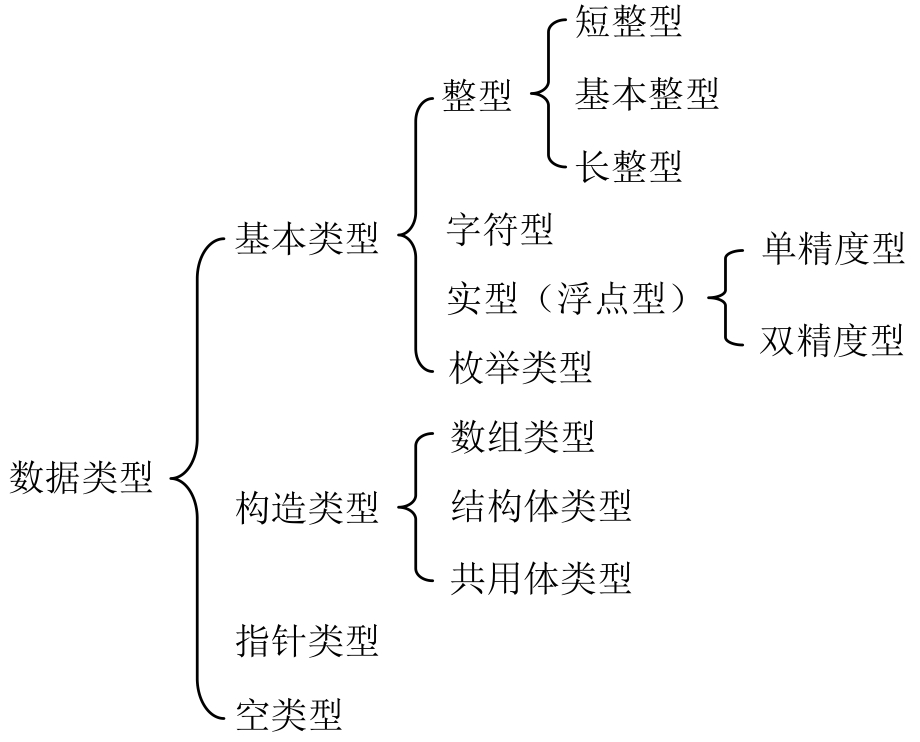 数据类型
基本类型
整型
短整型
基本整型
长整型
字符型
实型（浮点型）
单精度型
双精度型
枚举类型
构造类型
数组类型
结构体类型
共用体类型
指针类型
空类型